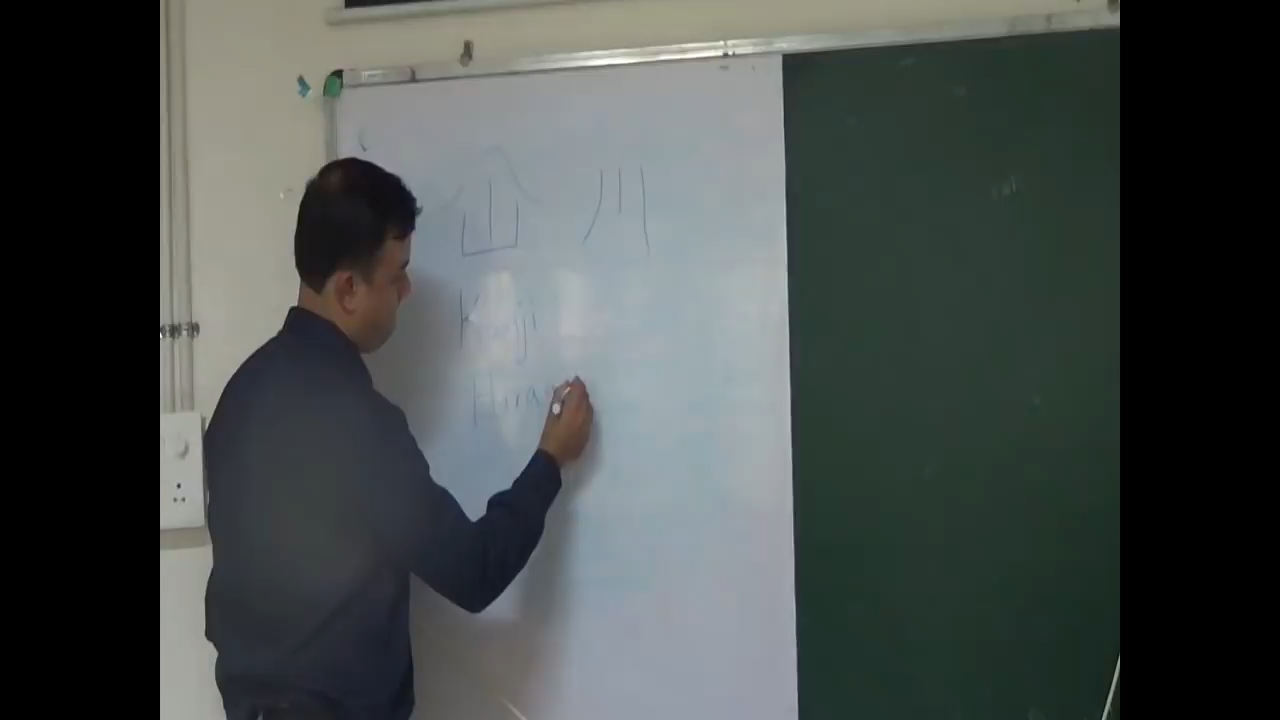 山 川
Kanji
Hira